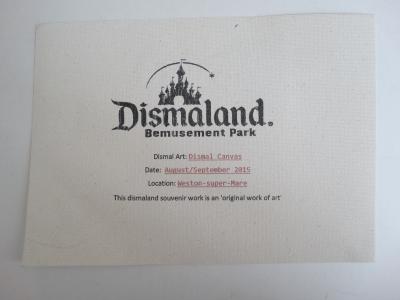 Dismaland.
Bemusement Park
Dismal Art: Dismal Canvas
Date: August/September 2015
Location: Weston-super-Mare
This dismaland souvenir work is an 'original work of art'